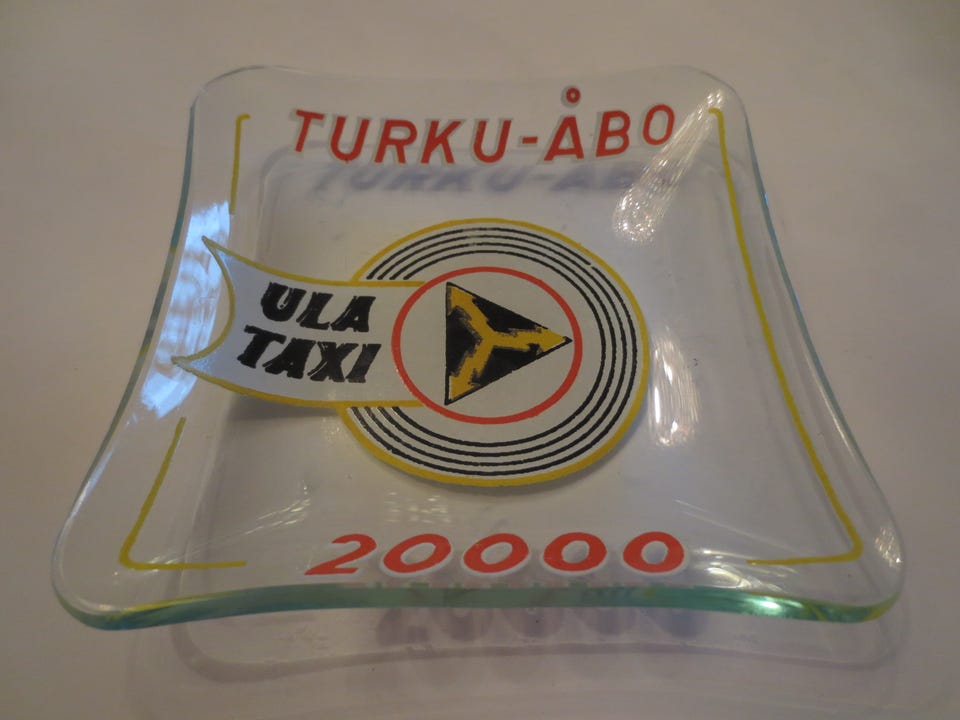 TURKU-ÅBO
ULA
TAXI
20000